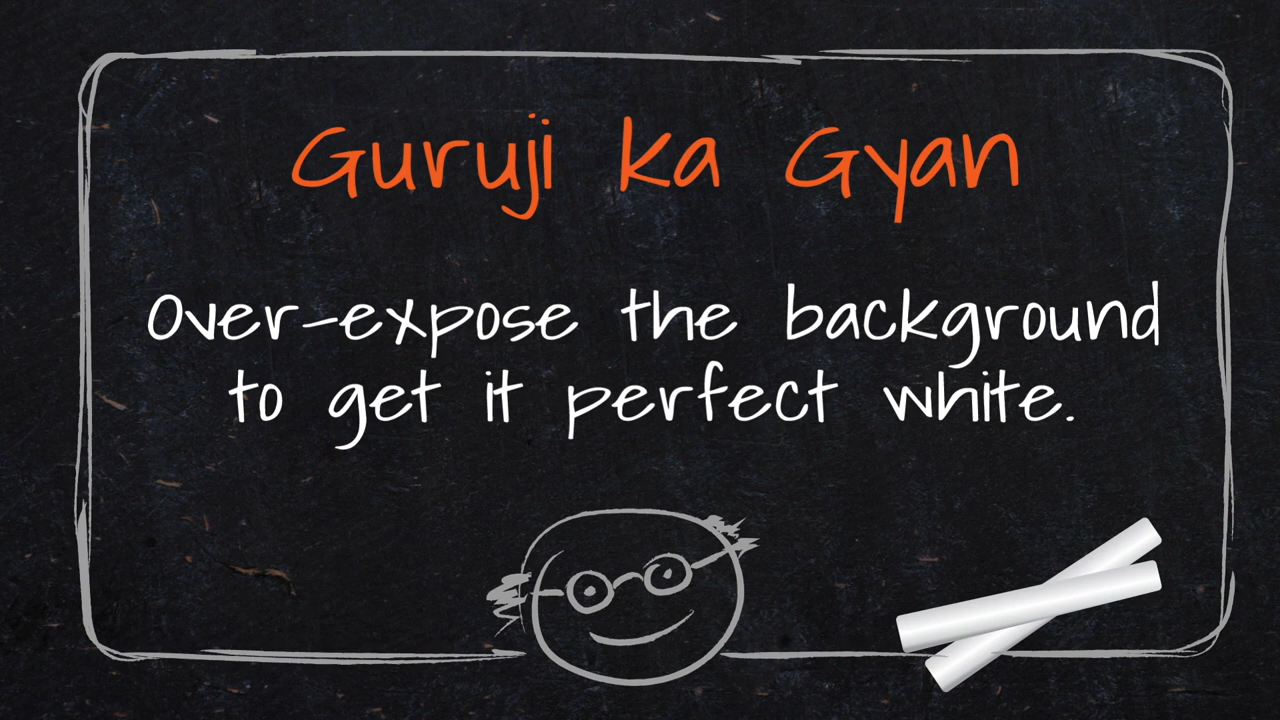 Guruji ka Gyan
Over-expose the background
to get it perfect white.